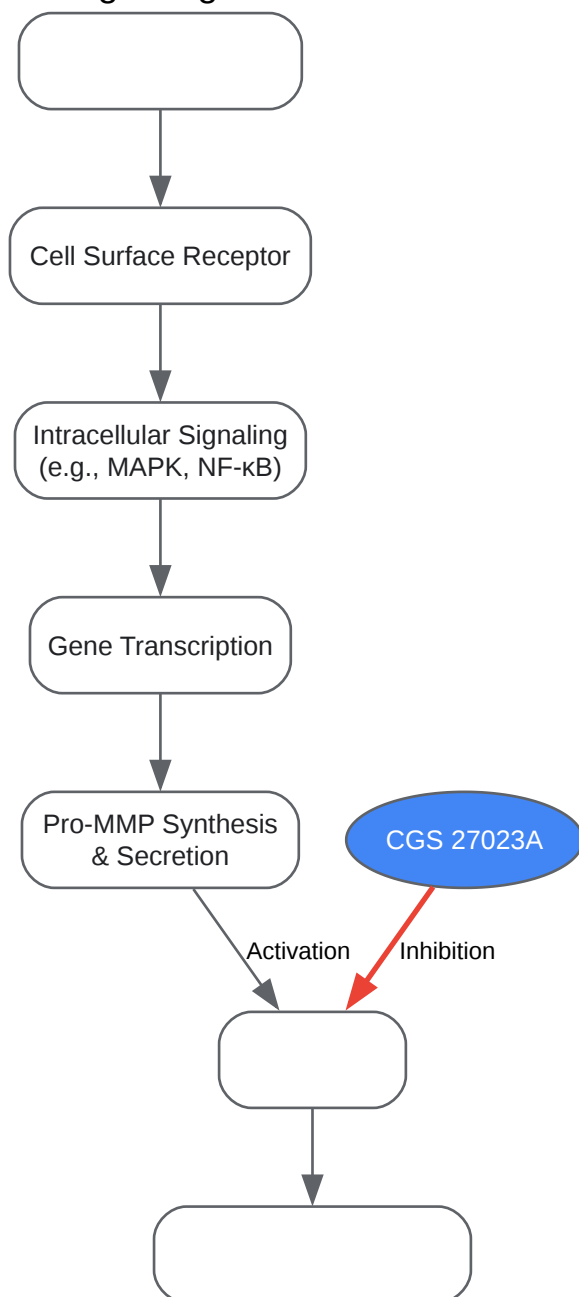 Cell Surface Receptor
Intracellular Signaling
(e.g., MAPK, NF-κB)
Gene Transcription
Pro-MMP Synthesis
& Secretion
CGS 27023A
Activation
Inhibition